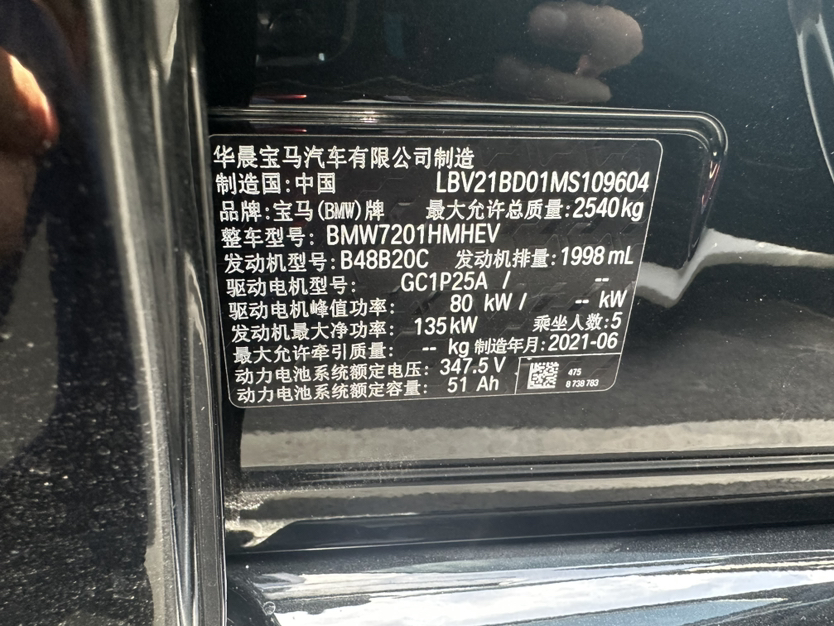 华晨宝马汽车有限公司制造
制造国:中国 LBV21BD01MS109604
品牌:宝马(BMW)牌 最大允许总质量:2540kg
整车型号: BMW7201HMHEV
发动机型号:B48B20C 发动机排量:1998 mL
驱动电机型号: GC1P25A / --
驱动电机峰值功率: 80 kW / -- kW
发动机最大净功率: 135kW 乘坐人数:5
最大允许牵引质量: -- kg 制造年月:2021-06
动力电池系统额定电压: 347.5 V
动力电池系统额定容量: 51 Ah
475
8 738 783